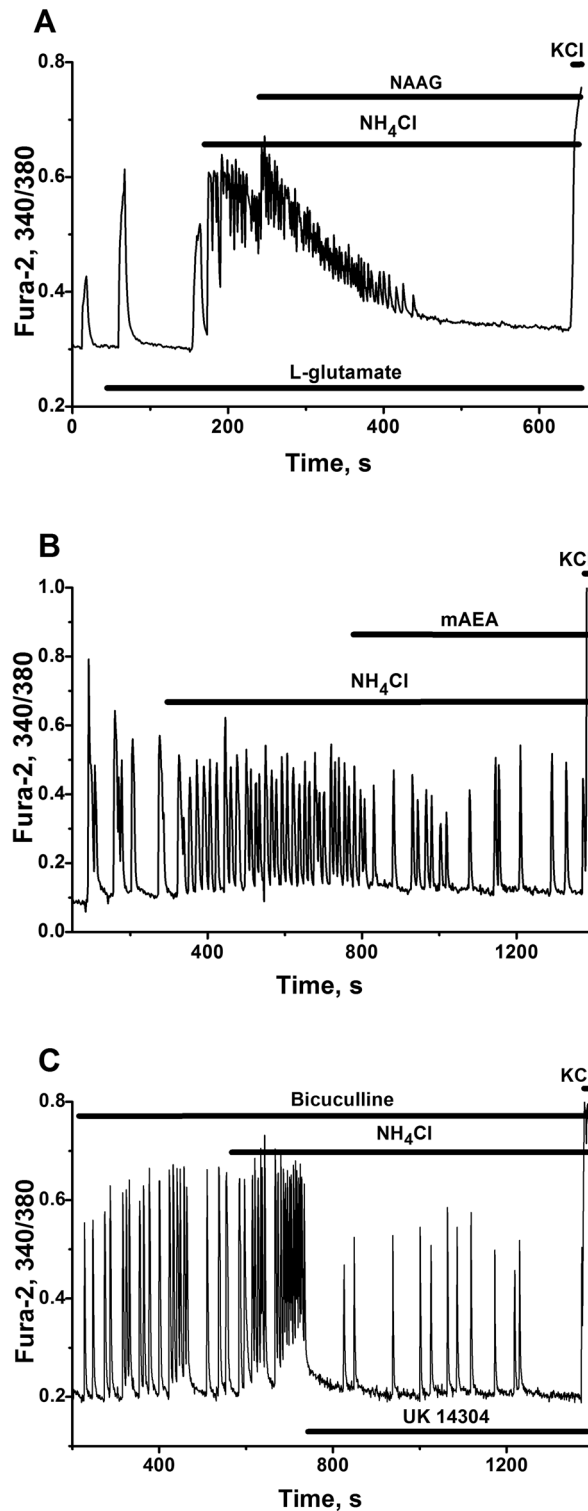 A
KCl
0.8
NAAG
NH4Cl
0.6
Fura-2, 340/380
0.4
L-glutamate
0.2
0 200 400 600
Time, s
B
KC
1.0
mAEA
0.8
NH4Cl
Fura-2, 340/380
0.6
0.4
0.2
0.0
400 800 1200
Time, s
C
KC
0.8
Bicuculline
NH4Cl
Fura-2, 340/380
0.6
0.4
0.2
UK 14304
400 800 1200
Time, s